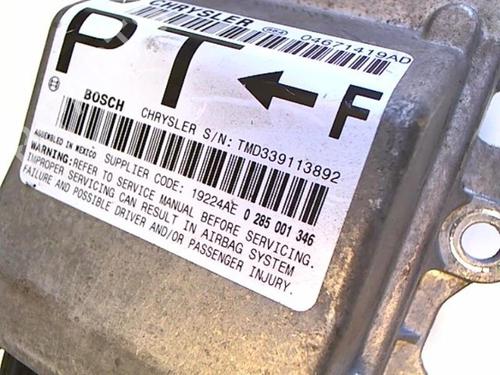 CHRYSLER
04671419AD
PT ← F
BOSCH CHRYSLER S/N: TMD339113892
ASSEMBLED IN MEXICO SUPPLIER CODE: 19224AE 0 285 001 346
WARNING: REFER TO SERVICE MANUAL BEFORE SERVICING.
IMPROPER SERVICING CAN RESULT IN AIRBAG SYSTEM
FAILURE AND POSSIBLE DRIVER AND/OR PASSENGER INJURY.